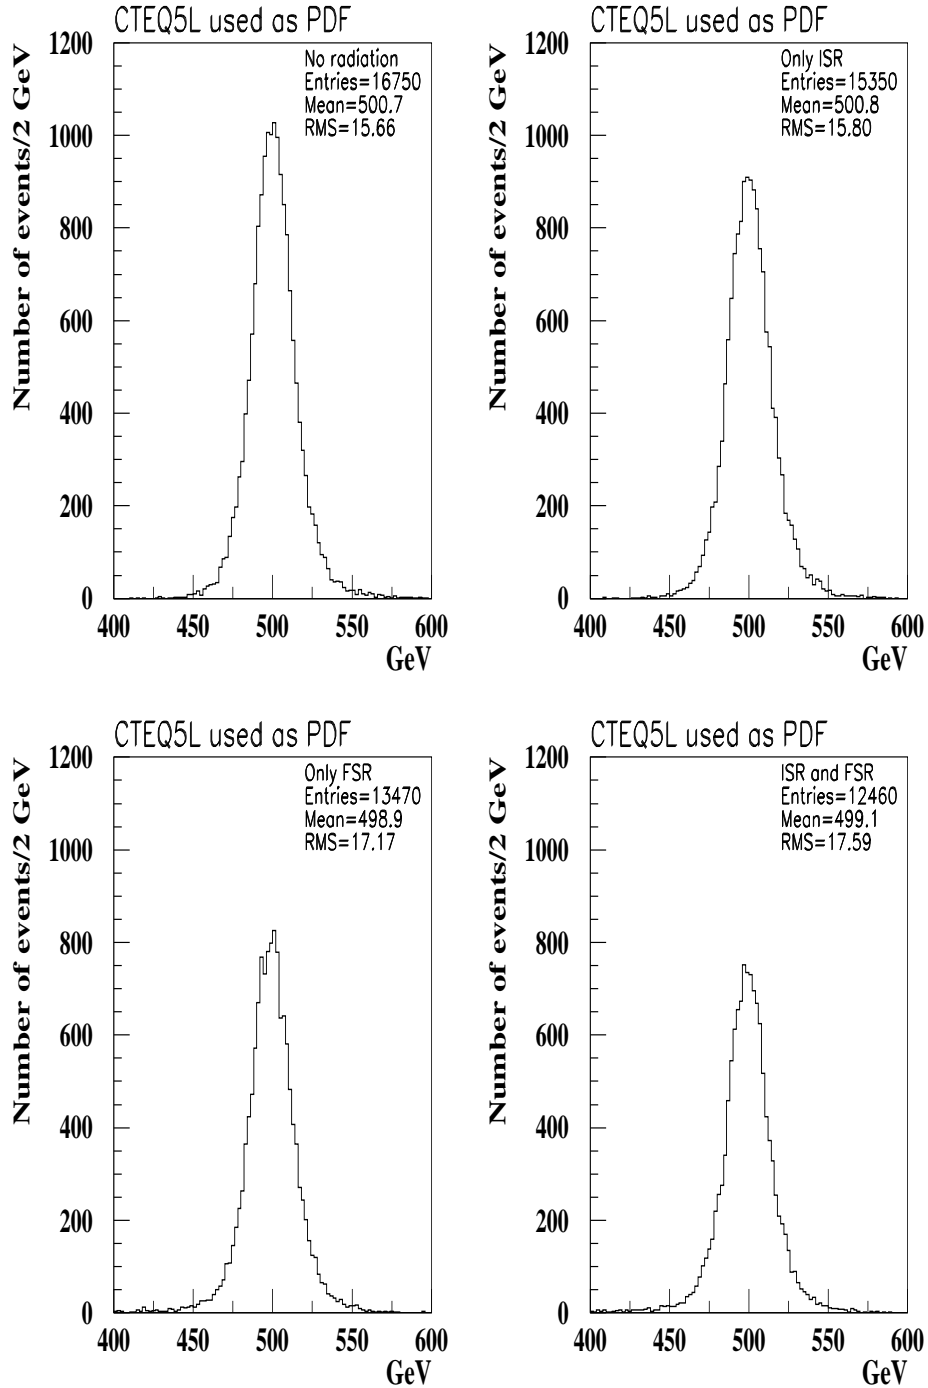 CTEQ5L used as PDF
No radiation
Entries=16750
Mean=500.7
RMS=15.66
Number of events/2 GeV
1200
1000
800
600
400
200
0
400 450 500 550 600
GeV
CTEQ5L used as PDF
Only ISR
Entries=15350
Mean=500.8
RMS=15.80
Number of events/2 GeV
1200
1000
800
600
400
200
0
400 450 500 550 600
GeV
CTEQ5L used as PDF
Only FSR
Entries=13470
Mean=498.9
RMS=17.17
Number of events/2 GeV
1200
1000
800
600
400
200
0
400 450 500 550 600
GeV
CTEQ5L used as PDF
ISR and FSR
Entries=12460
Mean=499.1
RMS=17.59
Number of events/2 GeV
1200
1000
800
600
400
200
0
400 450 500 550 600
GeV